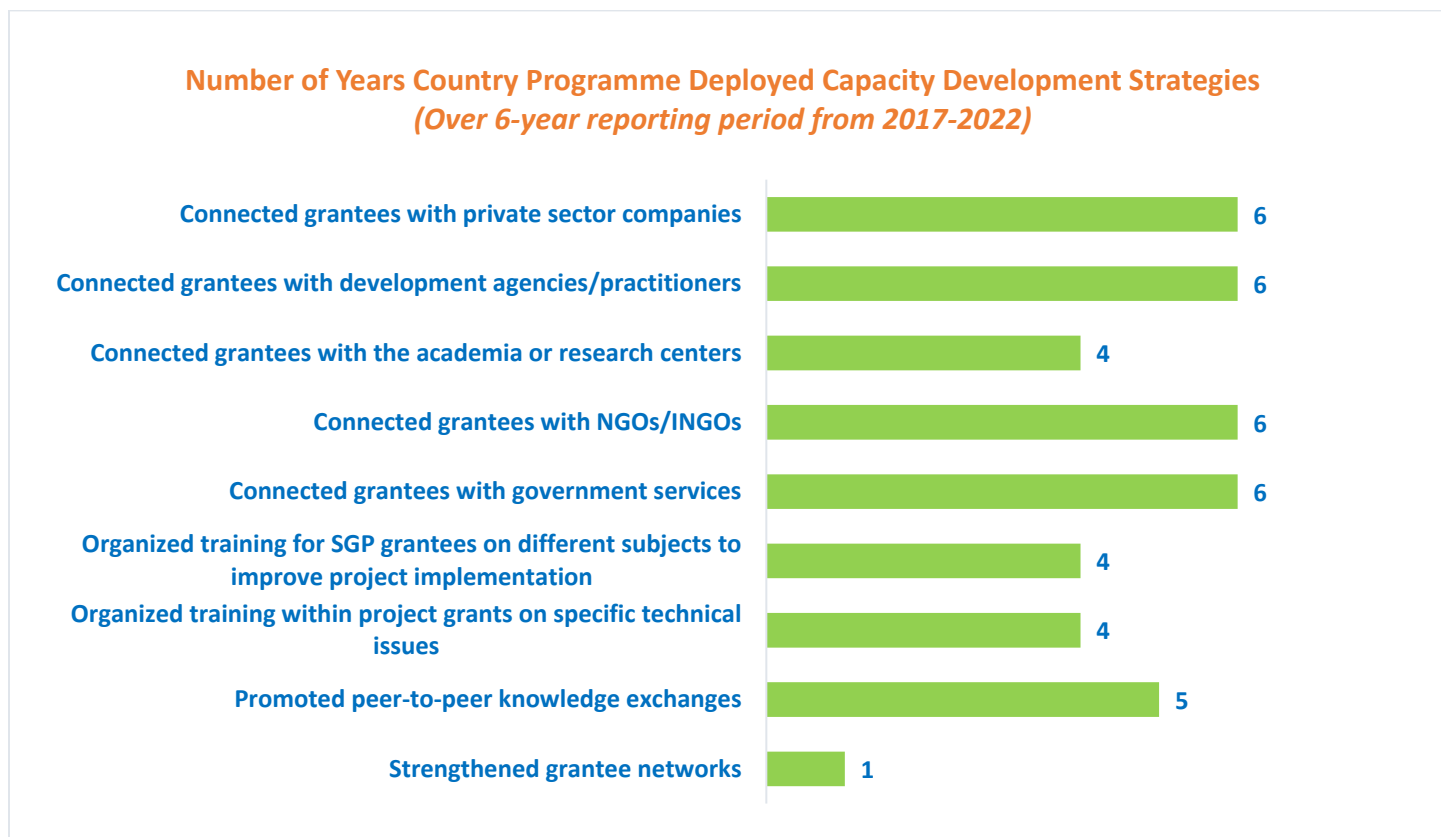 Number of Years Country Programme Deployed Capacity Development Strategies
(Over 6-year reporting period from 2017-2022)
Connected grantees with private sector companies
6
Connected grantees with development agencies/practitioners
6
Connected grantees with the academia or research centers
4
Connected grantees with NGOs/INGOs
6
Connected grantees with government services
6
Organized training for SGP grantees on different subjects to
improve project implementation
4
Organized training within project grants on specific technical
issues
4
Promoted peer-to-peer knowledge exchanges
5
Strengthened grantee networks
1